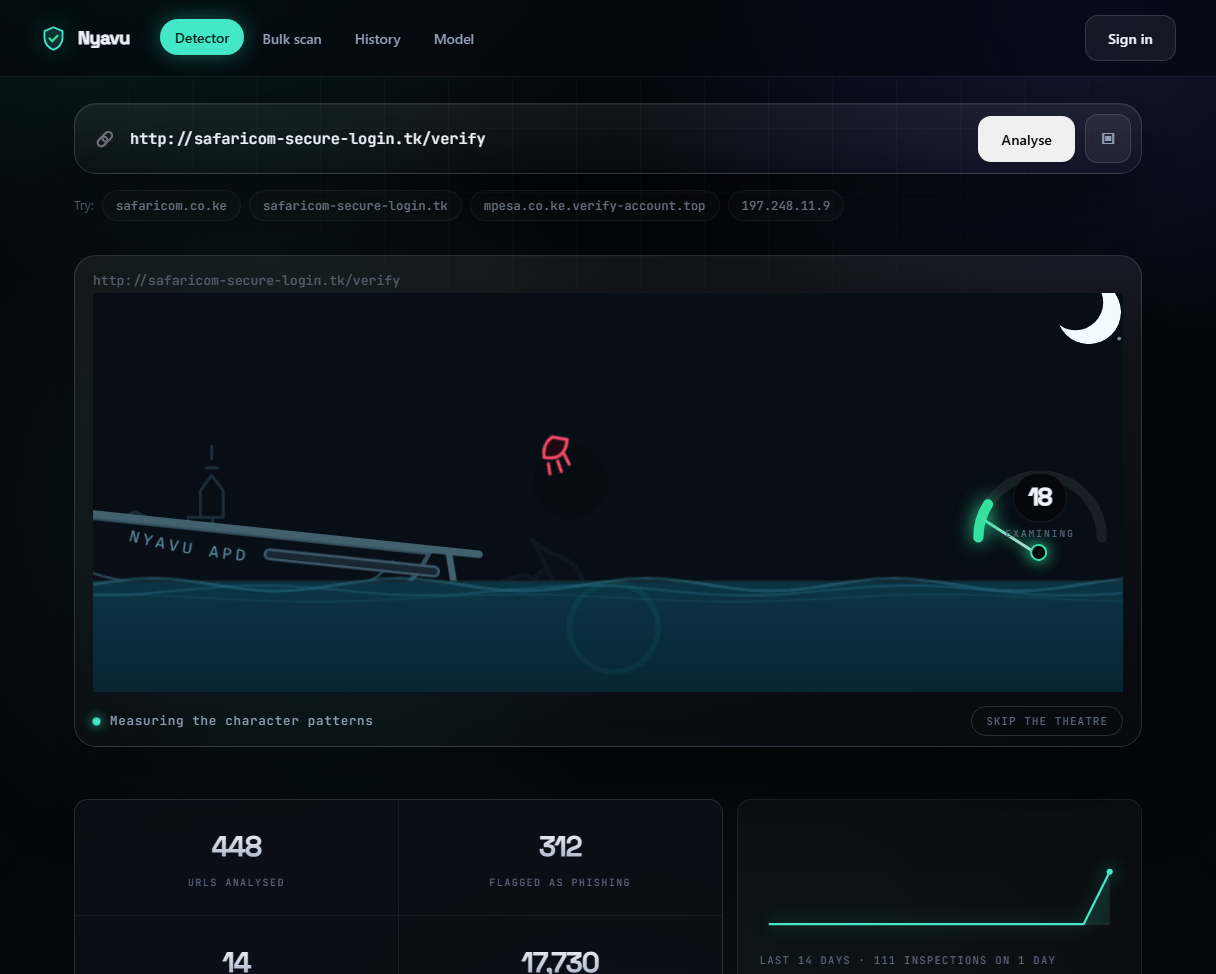 Nyavu
Detector
Bulk scan
History
Model
Sign in
http://safaricom-secure-login.tk/verify
Analyse
Try:
safaricom.co.ke
safaricom-secure-login.tk
mpesa.co.ke.verify-account.top
197.248.11.9
http://safaricom-secure-login.tk/verify
NYAVU APD
18
EXAMINING
Measuring the character patterns
SKIP THE THEATRE
448
URLS ANALYSED
312
FLAGGED AS PHISHING
14
17,730
LAST 14 DAYS · 111 INSPECTIONS ON 1 DAY